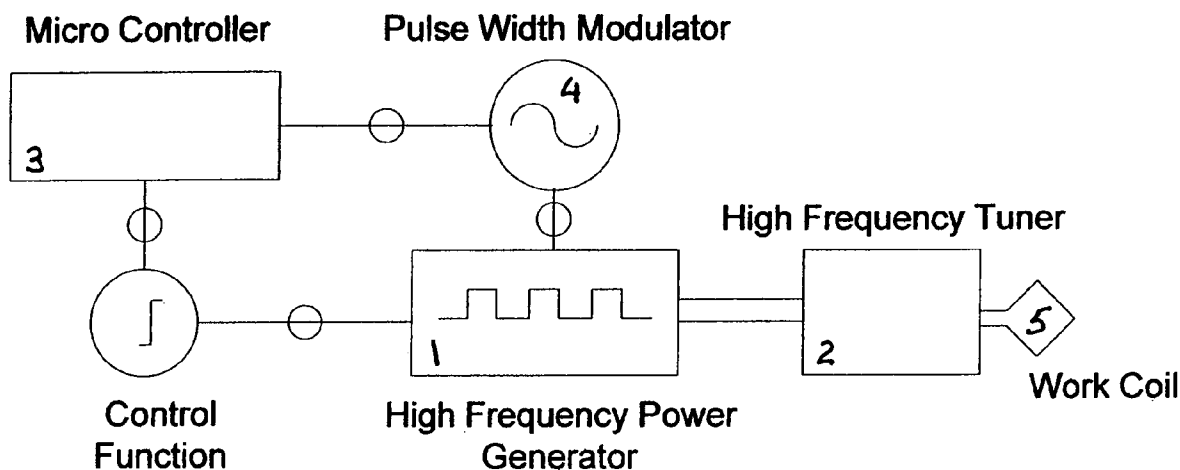 Micro Controller
Pulse Width Modulator
4
3
High Frequency Tuner
1
2
5
Work Coil
Control
Function
High Frequency Power
Generator